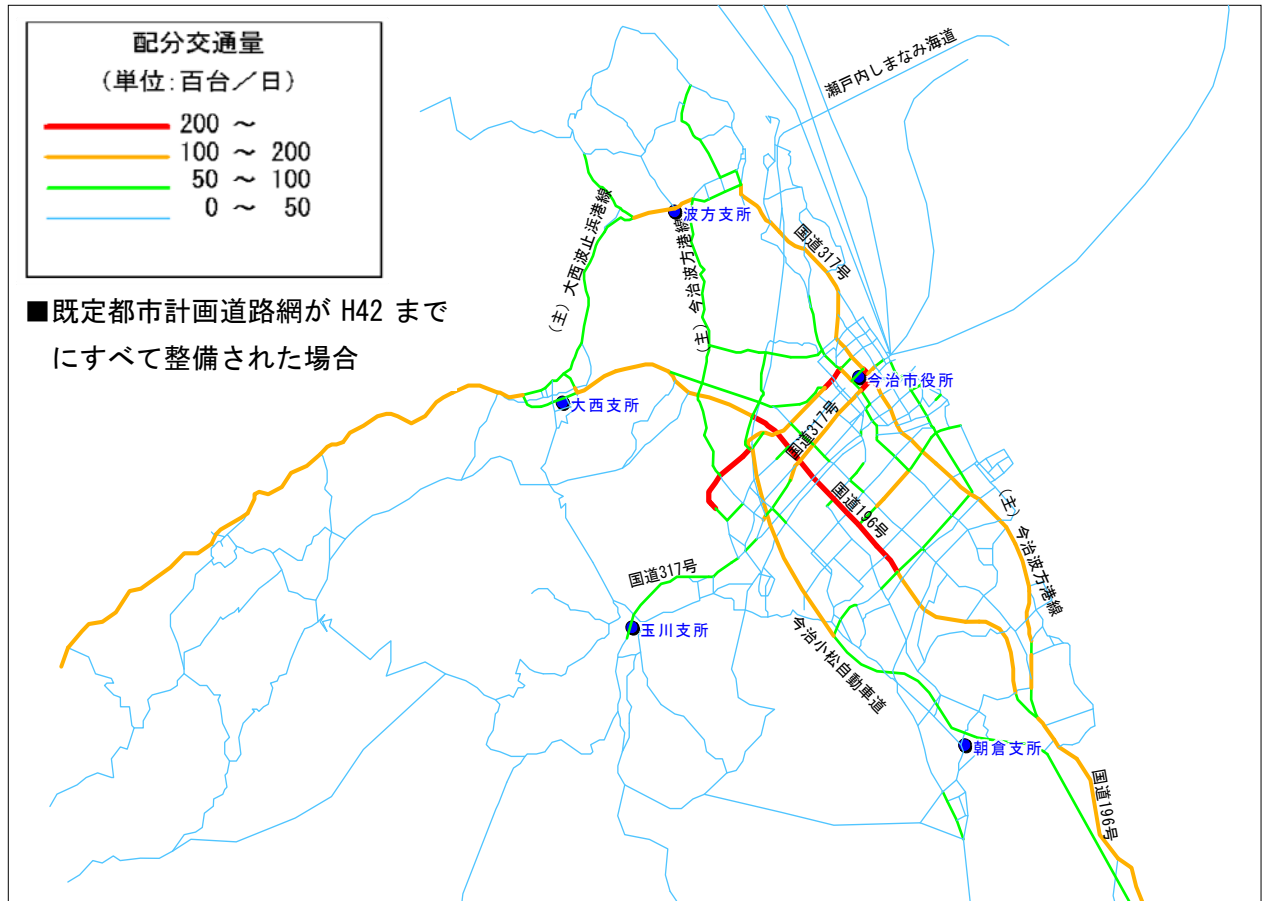 配分交通量
(単位:百台/日)
200 ~
100 ~ 200
50 ~ 100
0 ~ 50
■既定都市計画道路網が H42 まで
にすべて整備された場合
瀬戸内しまなみ海道
(主)大西波止浜港線
波方支所
(主)今治波方港線
国道317号
今治市役所
大西支所
国道317号
国道196号
(主)今治波方港線
国道317号
玉川支所
今治小松自動車道
朝倉支所
国道196号